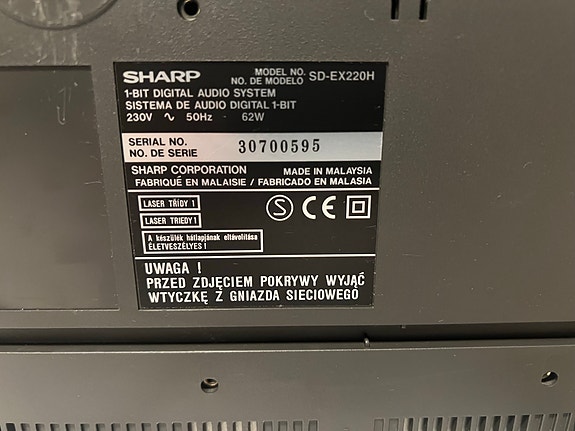 SHARP
MODEL NO.
NO. DE MODELO SD-EX220H
1-BIT DIGITAL AUDIO SYSTEM
SISTEMA DE AUDIO DIGITAL 1-BIT
230V ∿ 50Hz 62W
SERIAL NO.
NO. DE SERIE
30700595
SHARP CORPORATION MADE IN MALAYSIA
FABRIQUÉ EN MALAISIE / FABRICADO EN MALASIA
LASER TŘÍDY 1
LASER TRIEDY 1
S CE
A készülék hátlapjának eltávolítása
ÉLETVESZÉLYES !
UWAGA !
PRZED ZDJĘCIEM POKRYWY WYJĄĆ
WTYCZKĘ Z GNIAZDA SIECIOWEGO